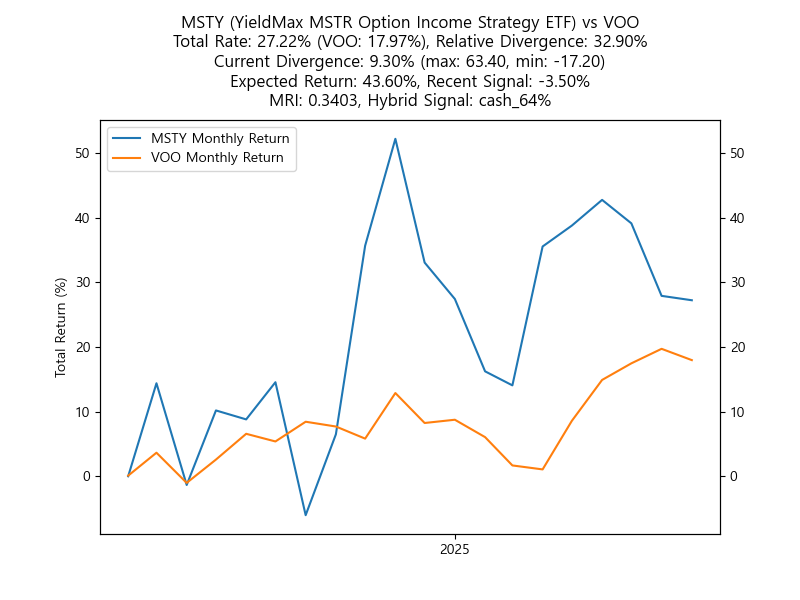 MSTY (YieldMax MSTR Option Income Strategy ETF) vs VOO
Total Rate: 27.22% (VOO: 17.97%), Relative Divergence: 32.90%
Current Divergence: 9.30% (max: 63.40, min: -17.20)
Expected Return: 43.60%, Recent Signal: -3.50%
MRI: 0.3403, Hybrid Signal: cash_64%
MSTY Monthly Return
VOO Monthly Return
50 50
40 40
30 30
20 20
10 10
0 0
Total Return (%)
2025